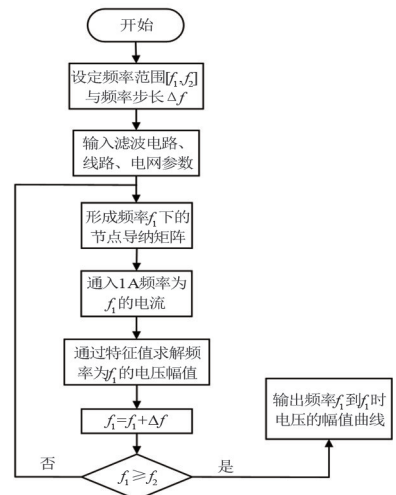 开始
设定频率范围[f₁,f₂]
与频率步长Δf
输入滤波电路、
线路、电网参数
形成频率f₁下的
节点导纳矩阵
通入1A频率为
f₁的电流
通过特征值求解频
率为f₁的电压幅值
f₁=f₁+Δf
f₁≥f₂
否
是
输出频率f₁到f₁时
电压的幅值曲线